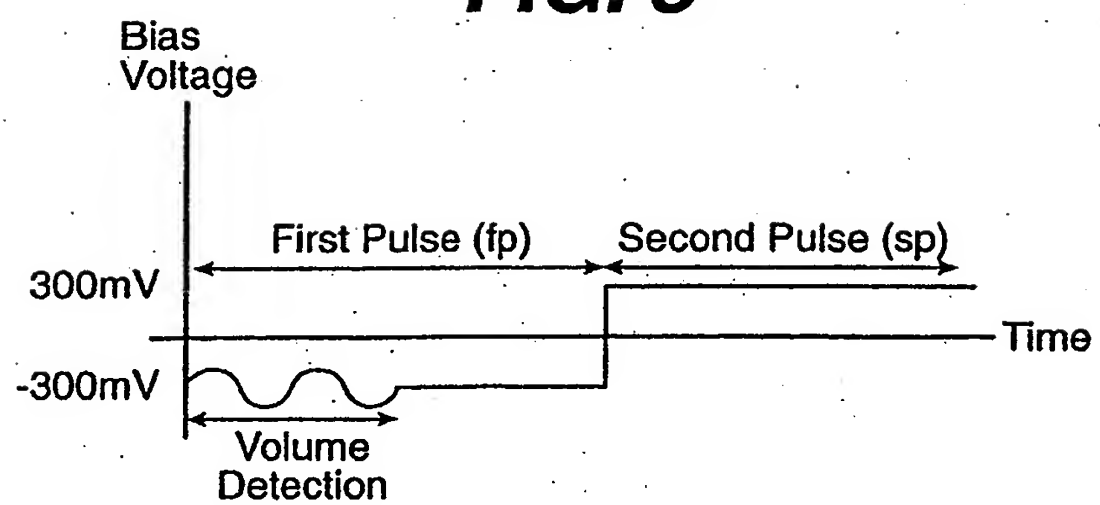 Bias
Voltage
First Pulse (fp)
Second Pulse (sp)
300mV
Time
-300mV
Volume
Detection